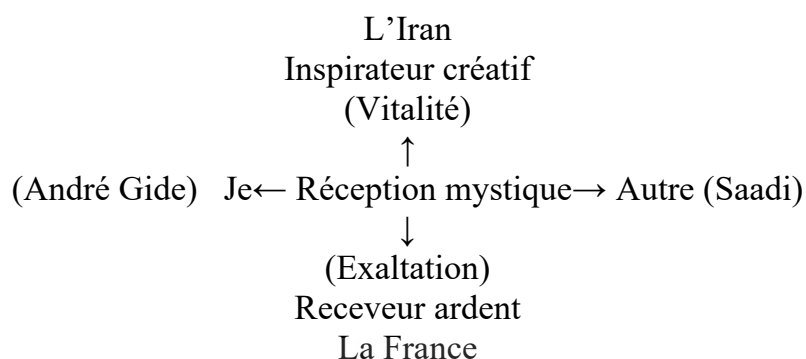 L’Iran
Inspirateur créatif
(Vitalité)
↑
(André Gide) Je← Réception mystique→ Autre (Saadi)
↓
(Exaltation)
Receveur ardent
La France